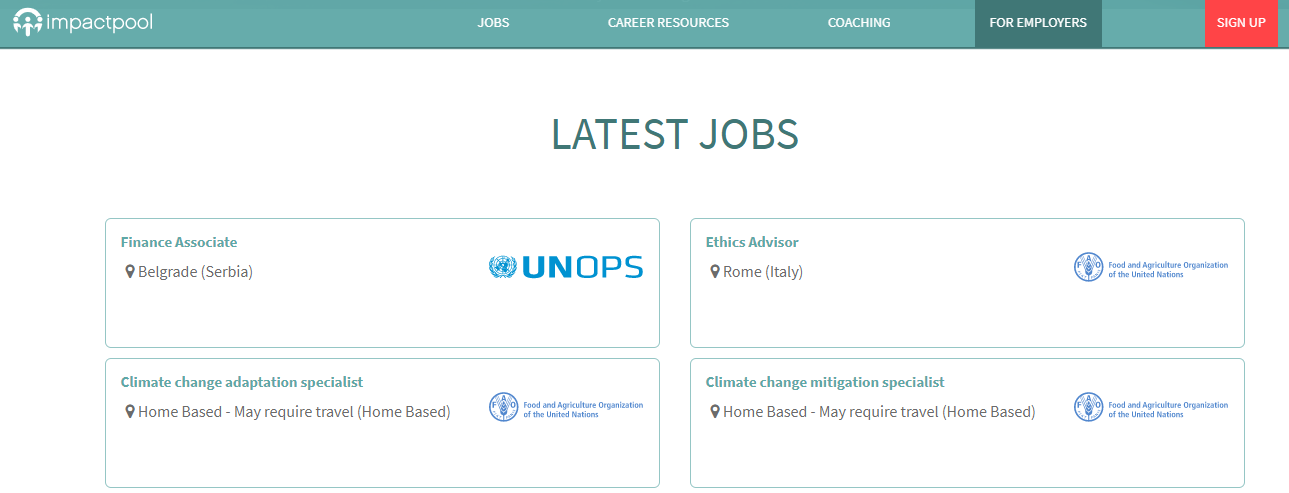 impactpool
JOBS
CAREER RESOURCES
COACHING
FOR EMPLOYERS
SIGN UP
LATEST JOBS
Finance Associate
Belgrade (Serbia)
UNOPS
Ethics Advisor
Rome (Italy)
FAO
Food and Agriculture Organization
of the United Nations
Climate change adaptation specialist
Home Based - May require travel (Home Based)
FAO
Food and Agriculture Organization
of the United Nations
Climate change mitigation specialist
Home Based - May require travel (Home Based)
FAO
Food and Agriculture Organization
of the United Nations